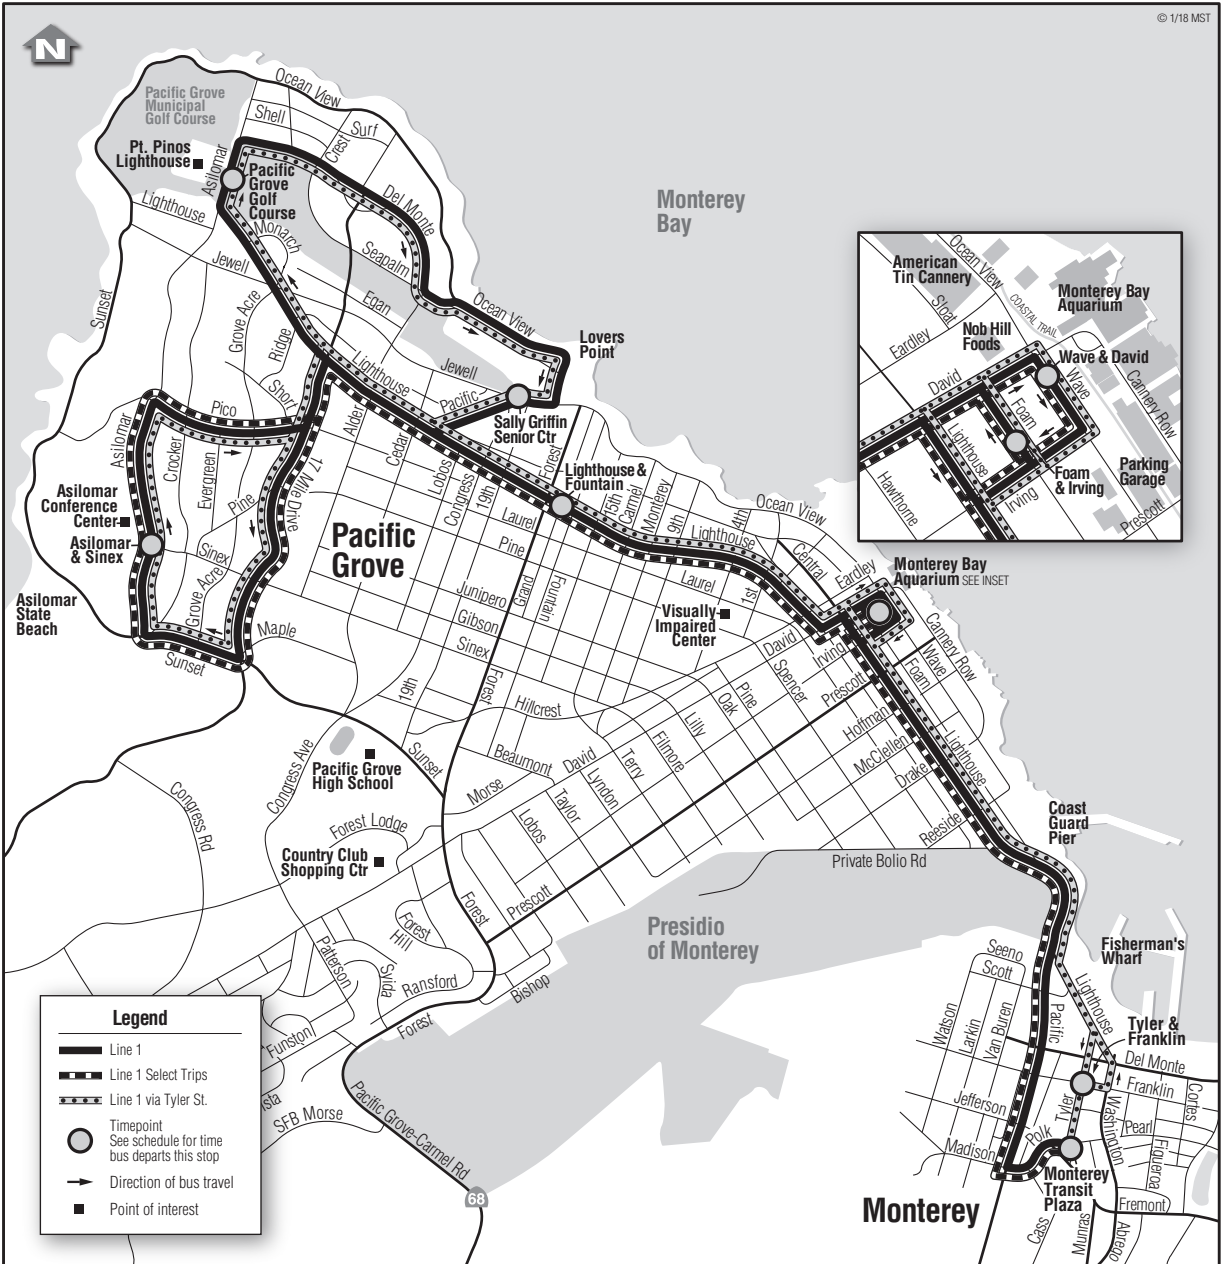 © 1/18 MST
N
Pacific Grove
Municipal
Golf Course
Ocean View
Shell
Surf
Crest
Pt. Pinos
Lighthouse
Asilomar
Pacific
Grove
Golf
Course
Lighthouse
Monarch
Del Monte
Seapalm
Jewell
Egan
Ocean View
Sunset
Grove Acre
Ridge
Short
Lighthouse
Jewell
Pacific
Lovers
Point
Sally Griffin
Senior Ctr
Monterey
Bay
American
Tin Cannery
Ocean View
COASTAL TRAIL
Monterey Bay
Aquarium
Sloat
Eardley
Nob Hill
Foods
Wave & David
David
Wave
Cannery Row
Foam
Lighthouse
Hawthorne
Foam
& Irving
Irving
Parking
Garage
Prescott
Pico
Asilomar
Crocker
Evergreen
Pine
17 Mile Drive
Asilomar
Conference
Center
Asilomar
& Sinex
Sinex
Grove Acre
Asilomar
State
Beach
Sunset
Maple
Alder
Cedar
Lobos
Congress
19th
Forest
Lighthouse &
Fountain
Pacific
Grove
Laurel
Pine
Junipero
Gibson
Sinex
Grand
Fountain
15th
Carmel
Monterey
9th
Lighthouse
4th
Ocean View
Central
Eardley
Laurel
1st
Monterey Bay
Aquarium SEE INSET
Visually
Impaired
Center
David
Irving
Prescott
Spencer
Pine
Oak
Lilly
Filmore
Terry
Lyndon
Taylor
Lobos
Cannery Row
Wave
Foam
Hoffman
McClellen
Drake
Reeside
Lighthouse
19th
Forest
Hillcrest
Beaumont
David
Morse
Sunset
Congress Ave
Congress Rd
Pacific Grove
High School
Forest Lodge
Country Club
Shopping Ctr
Forest
Prescott
Forest
Hill
Patterson
Sylda
Ransford
Bishop
Forest
Funston
ista
SFB Morse
Pacific Grove-Carmel Rd
68
Private Bolio Rd
Presidio
of Monterey
Coast
Guard
Pier
Fisherman's
Wharf
Seeno
Scott
Watson
Larkin
Van Buren
Pacific
Lighthouse
Tyler &
Franklin
Del Monte
Franklin
Cortes
Jefferson
Tyler
Washington
Pearl
Figueroa
Madison
Polk
Monterey
Transit
Plaza
Fremont
Monterey
Cass
Munras
Abrego
Legend
Line 1
Line 1 Select Trips
Line 1 via Tyler St.
Timepoint
See schedule for time
bus departs this stop
Direction of bus travel
Point of interest